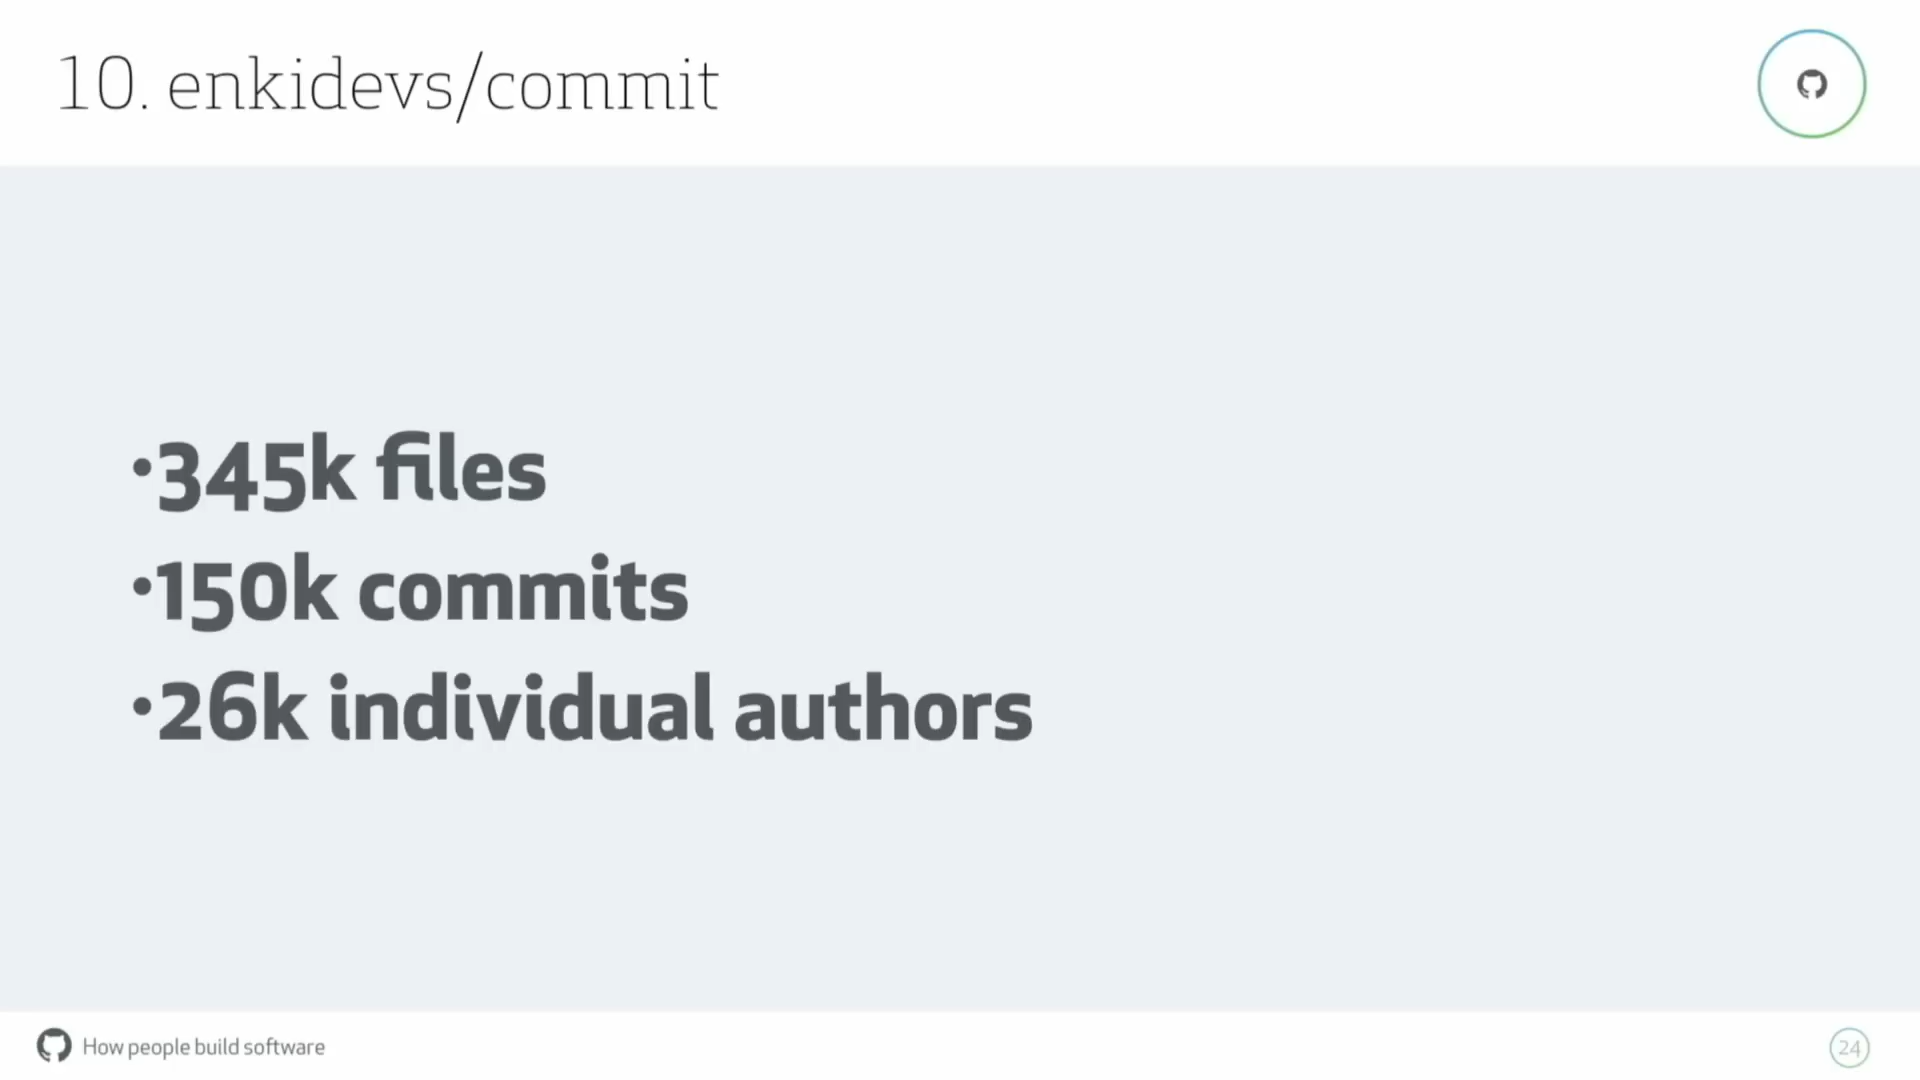 10. enkidevs/commit
•345k files
•150k commits
•26k individual authors
How people build software
24